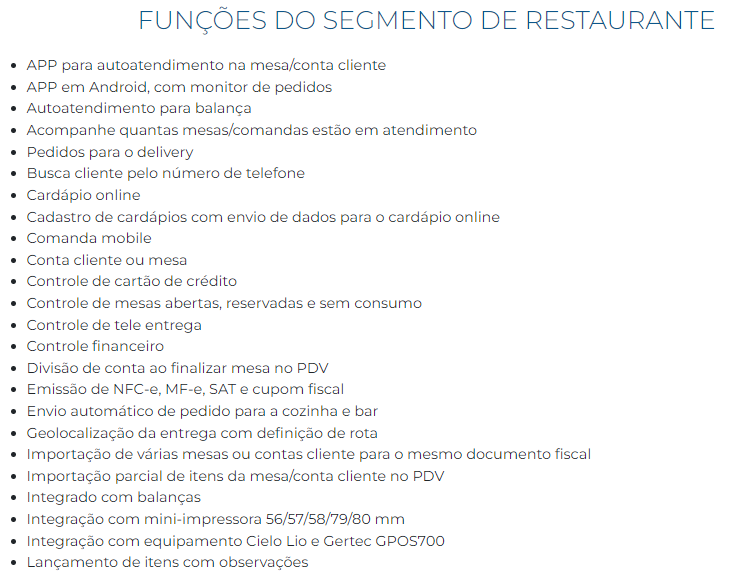 FUNÇÕES DO SEGMENTO DE RESTAURANTE
• APP para autoatendimento na mesa/conta cliente
• APP em Android, com monitor de pedidos
• Autoatendimento para balança
• Acompanhe quantas mesas/comandas estão em atendimento
• Pedidos para o delivery
• Busca cliente pelo número de telefone
• Cardápio online
• Cadastro de cardápios com envio de dados para o cardápio online
• Comanda mobile
• Conta cliente ou mesa
• Controle de cartão de crédito
• Controle de mesas abertas, reservadas e sem consumo
• Controle de tele entrega
• Controle financeiro
• Divisão de conta ao finalizar mesa no PDV
• Emissão de NFC-e, MF-e, SAT e cupom fiscal
• Envio automático de pedido para a cozinha e bar
• Geolocalização da entrega com definição de rota
• Importação de várias mesas ou contas cliente para o mesmo documento fiscal
• Importação parcial de itens da mesa/conta cliente no PDV
• Integrado com balanças
• Integração com mini-impressora 56/57/58/79/80 mm
• Integração com equipamento Cielo Lio e Gertec GPOS700
• Lançamento de itens com observações